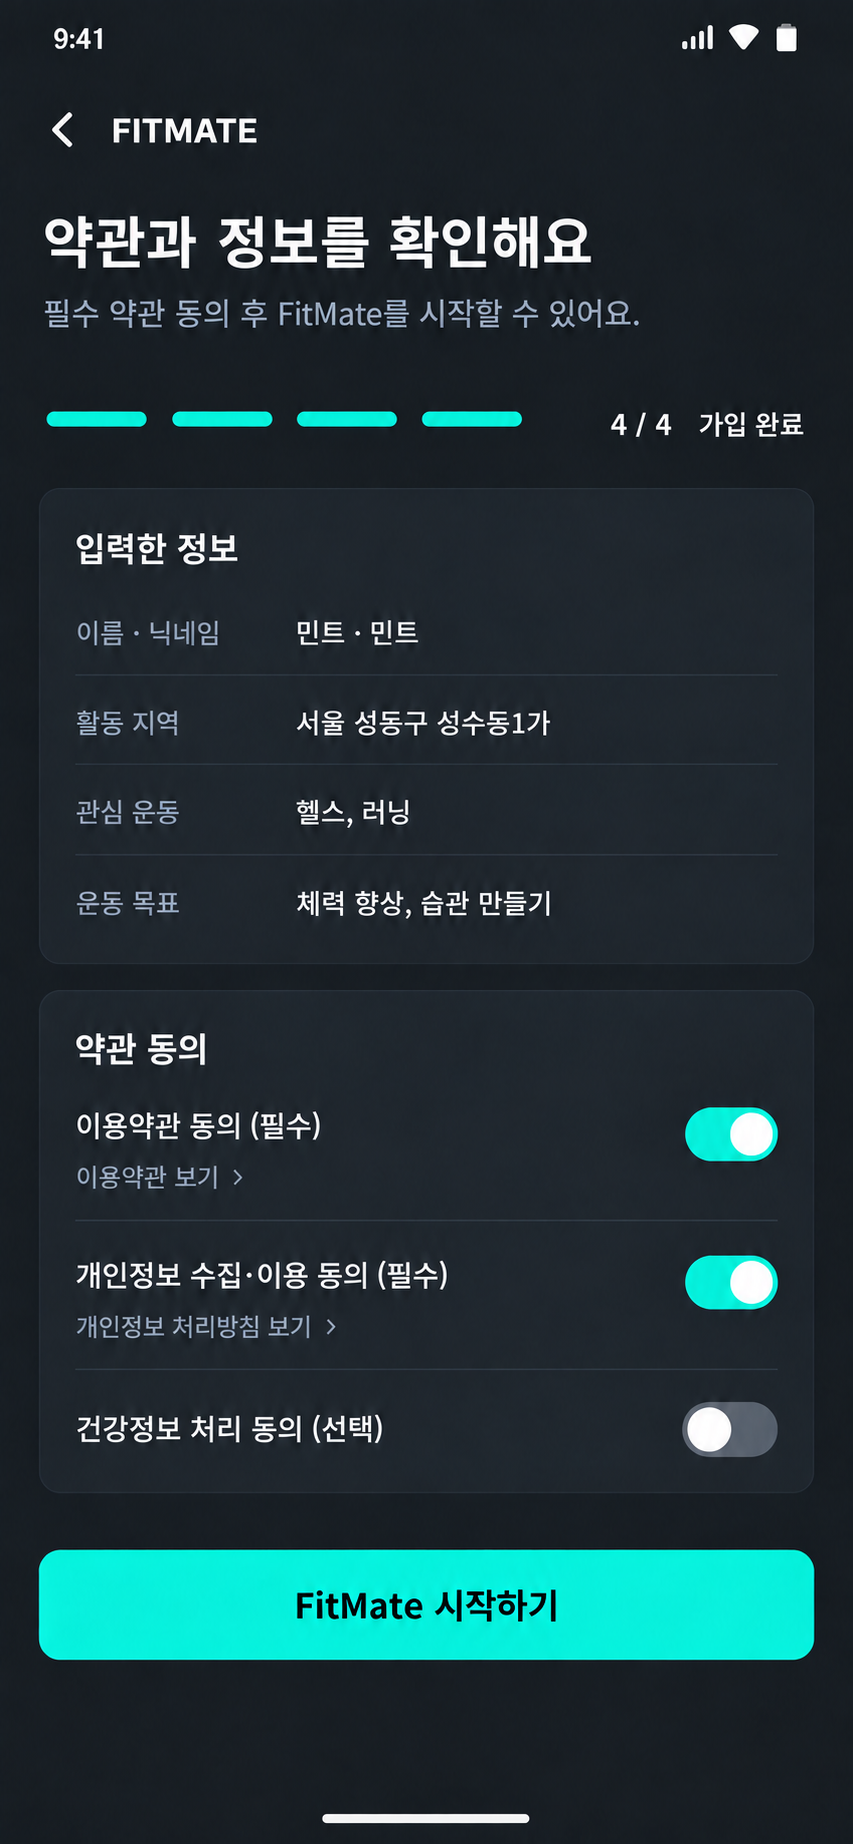 9:41
FITMATE
약관과 정보를 확인해요
필수 약관 동의 후 FitMate를 시작할 수 있어요.
4 / 4 가입 완료
입력한 정보
이름 · 닉네임 민트 · 민트
활동 지역 서울 성동구 성수동1가
관심 운동 헬스, 러닝
운동 목표 체력 향상, 습관 만들기
약관 동의
이용약관 동의 (필수)
이용약관 보기 >
개인정보 수집·이용 동의 (필수)
개인정보 처리방침 보기 >
건강정보 처리 동의 (선택)
FitMate 시작하기